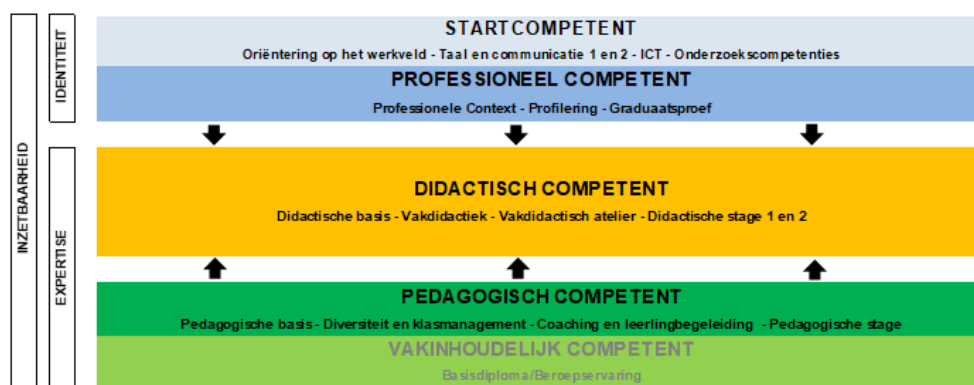 INZETBAARHEID
IDENTITEIT
STARTCOMPETENT
Oriëntering op het werkveld - Taal en communicatie 1 en 2 - ICT - Onderzoekscompetenties
PROFESSIONEEL COMPETENT
Professionele Context - Profilering - Graduaatsproef
EXPERTISE
DIDACTISCH COMPETENT
Didactische basis - Vakdidactiek - Vakdidactisch atelier - Didactische stage 1 en 2
PEDAGOGISCH COMPETENT
Pedagogische basis - Diversiteit en klasmanagement - Coaching en leerlingbegeleiding - Pedagogische stage
VAKINHOUDELIJK COMPETENT
Basisdiploma/Beroepservaring